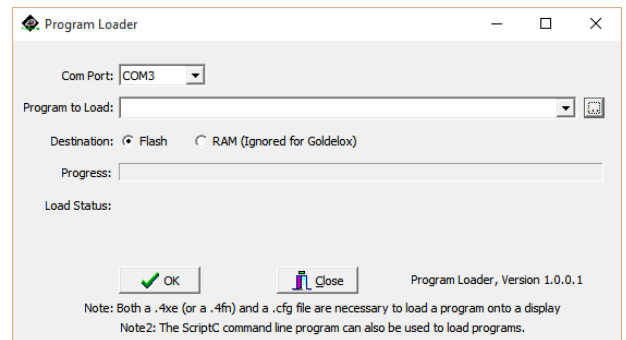 Program Loader
Com Port: COM3
Program to Load:
Destination: Flash RAM (Ignored for Goldelox)
Progress:
Load Status:
OK Close Program Loader, Version 1.0.0.1
Note: Both a .4xe (or a .4fn) and a .cfg file are necessary to load a program onto a display
Note2: The ScriptC command line program can also be used to load programs.